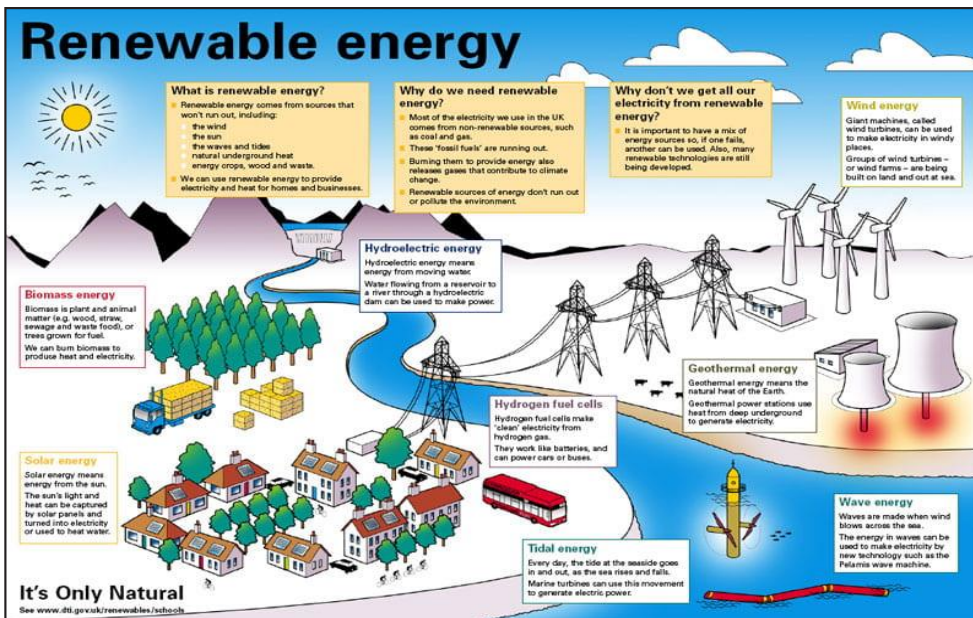 Renewable energy
What is renewable energy?
Renewable energy comes from sources that
won't run out, including:
the wind
the sun
the waves and tides
natural underground heat
energy crops, wood and waste.
We can use renewable energy to provide
electricity and heat for homes and businesses.
Why do we need renewable
energy?
Most of the electricity we use in the UK
comes from non-renewable sources, such
as coal and gas.
These 'fossil fuels' are running out.
Burning them to provide energy also
releases gases that contribute to climate
change.
Renewable sources of energy don't run out
or pollute the environment.
Why don't we get all our
electricity from renewable
energy?
It is important to have a mix of
energy sources so, if one fails,
another can be used. Also, many
renewable technologies are still
being developed.
Wind energy
Giant machines, called
wind turbines, can be used
to make electricity in windy
places.
Groups of wind turbines –
or wind farms – are being
built on land and out at sea.
Hydroelectric energy
Hydroelectric energy means
energy from moving water.
Water flowing from a reservoir to
a river through a hydroelectric
dam can be used to make power.
Biomass energy
Biomass is plant and animal
matter (e.g. wood, straw,
sewage and waste food), or
trees grown for fuel.
We can burn biomass to
produce heat and electricity.
Geothermal energy
Geothermal energy means the
natural heat of the Earth.
Geothermal power stations use
heat from deep underground
to generate electricity.
Hydrogen fuel cells
Hydrogen fuel cells make
'clean' electricity from
hydrogen gas.
They work like batteries, and
can power cars or buses.
Solar energy
Solar energy means
energy from the sun.
The sun's light and
heat can be captured
by solar panels and
turned into electricity
or used to heat water.
Wave energy
Waves are made when wind
blows across the sea.
The energy in waves can be
used to make electricity by
new technology such as the
Pelamis wave machine.
Tidal energy
Every day, the tide at the seaside goes
in and out, as the sea rises and falls.
Marine turbines can use this movement
to generate electric power.
It's Only Natural
See www.dti.gov.uk/renewables/schools